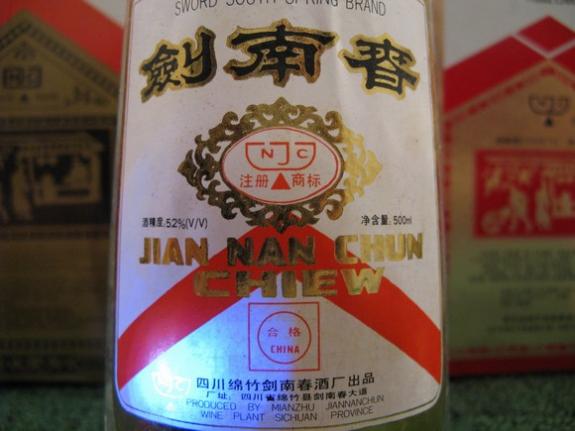 SWORD SOUTH SPRING BRAND
劍南春
NJC
注册 商标
酒精度:52%(V/V) 净含量:500ml
JIAN NAN CHUN
CHIEW
合格
CHINA
四川绵竹剑南春酒厂出品
厂址:四川省绵竹县剑南春大道
PRODUCED BY MIANZHU JIANNANCHUN
WINE PLANT SICHUAN PROVINCE